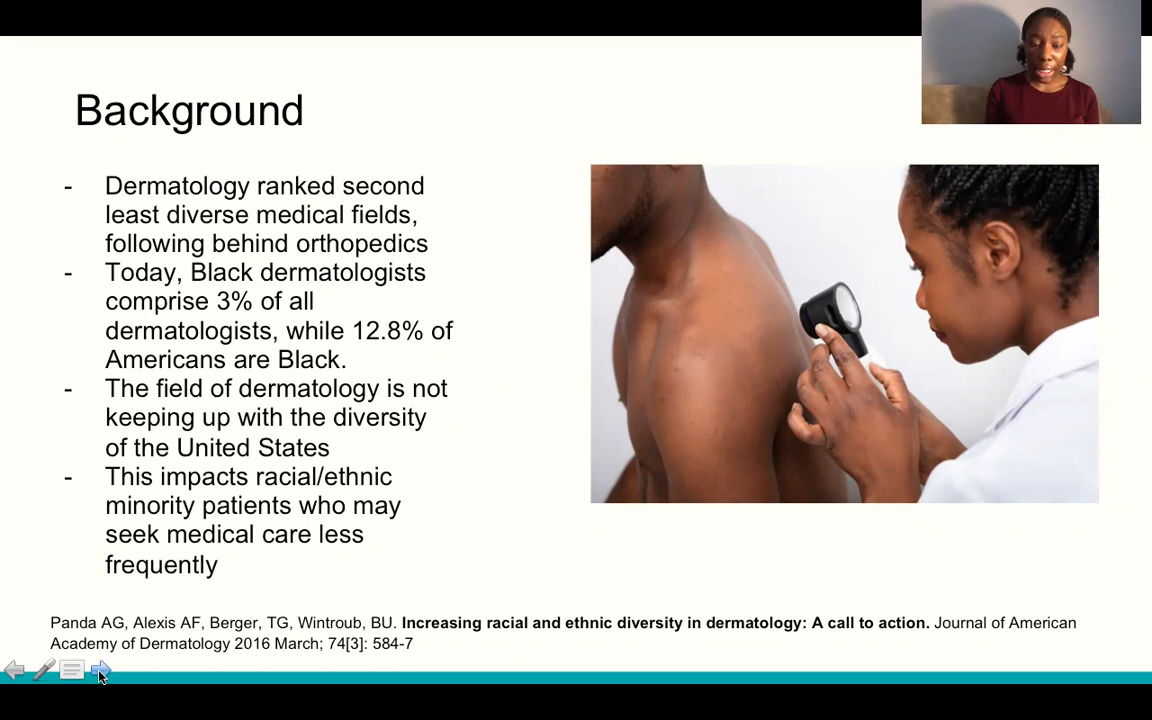 Background
- Dermatology ranked second
least diverse medical fields,
following behind orthopedics
- Today, Black dermatologists
comprise 3% of all
dermatologists, while 12.8% of
Americans are Black.
- The field of dermatology is not
keeping up with the diversity
of the United States
- This impacts racial/ethnic
minority patients who may
seek medical care less
frequently
Panda AG, Alexis AF, Berger, TG, Wintroub, BU. Increasing racial and ethnic diversity in dermatology: A call to action. Journal of American
Academy of Dermatology 2016 March; 74[3]: 584-7